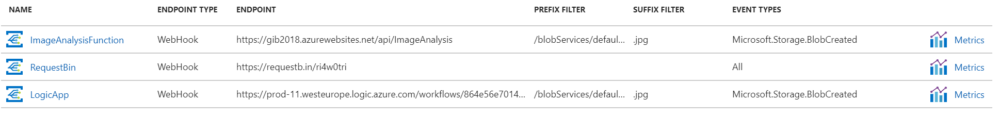 NAME ENDPOINT TYPE ENDPOINT PREFIX FILTER SUFFIX FILTER EVENT TYPES
ImageAnalysisFunction WebHook https://gib2018.azurewebsites.net/api/ImageAnalysis /blobServices/defaul... .jpg Microsoft.Storage.BlobCreated Metrics
RequestBin WebHook https://requestb.in/ri4w0tri All Metrics
LogicApp WebHook https://prod-11.westeurope.logic.azure.com/workflows/864e56e7014... /blobServices/defaul... .jpg Microsoft.Storage.BlobCreated Metrics